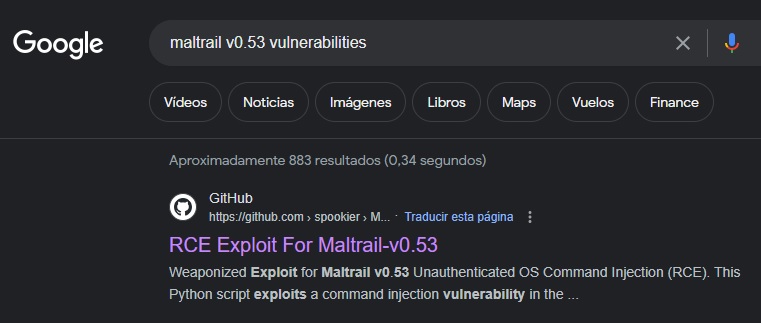 Google
maltrail v0.53 vulnerabilities
Vídeos Noticias Imágenes Libros Maps Vuelos Finance
Aproximadamente 883 resultados (0,34 segundos)
GitHub
https://github.com › spookier › M... · Traducir esta página
RCE Exploit For Maltrail-v0.53
Weaponized Exploit for Maltrail v0.53 Unauthenticated OS Command Injection (RCE). This
Python script exploits a command injection vulnerability in the ...